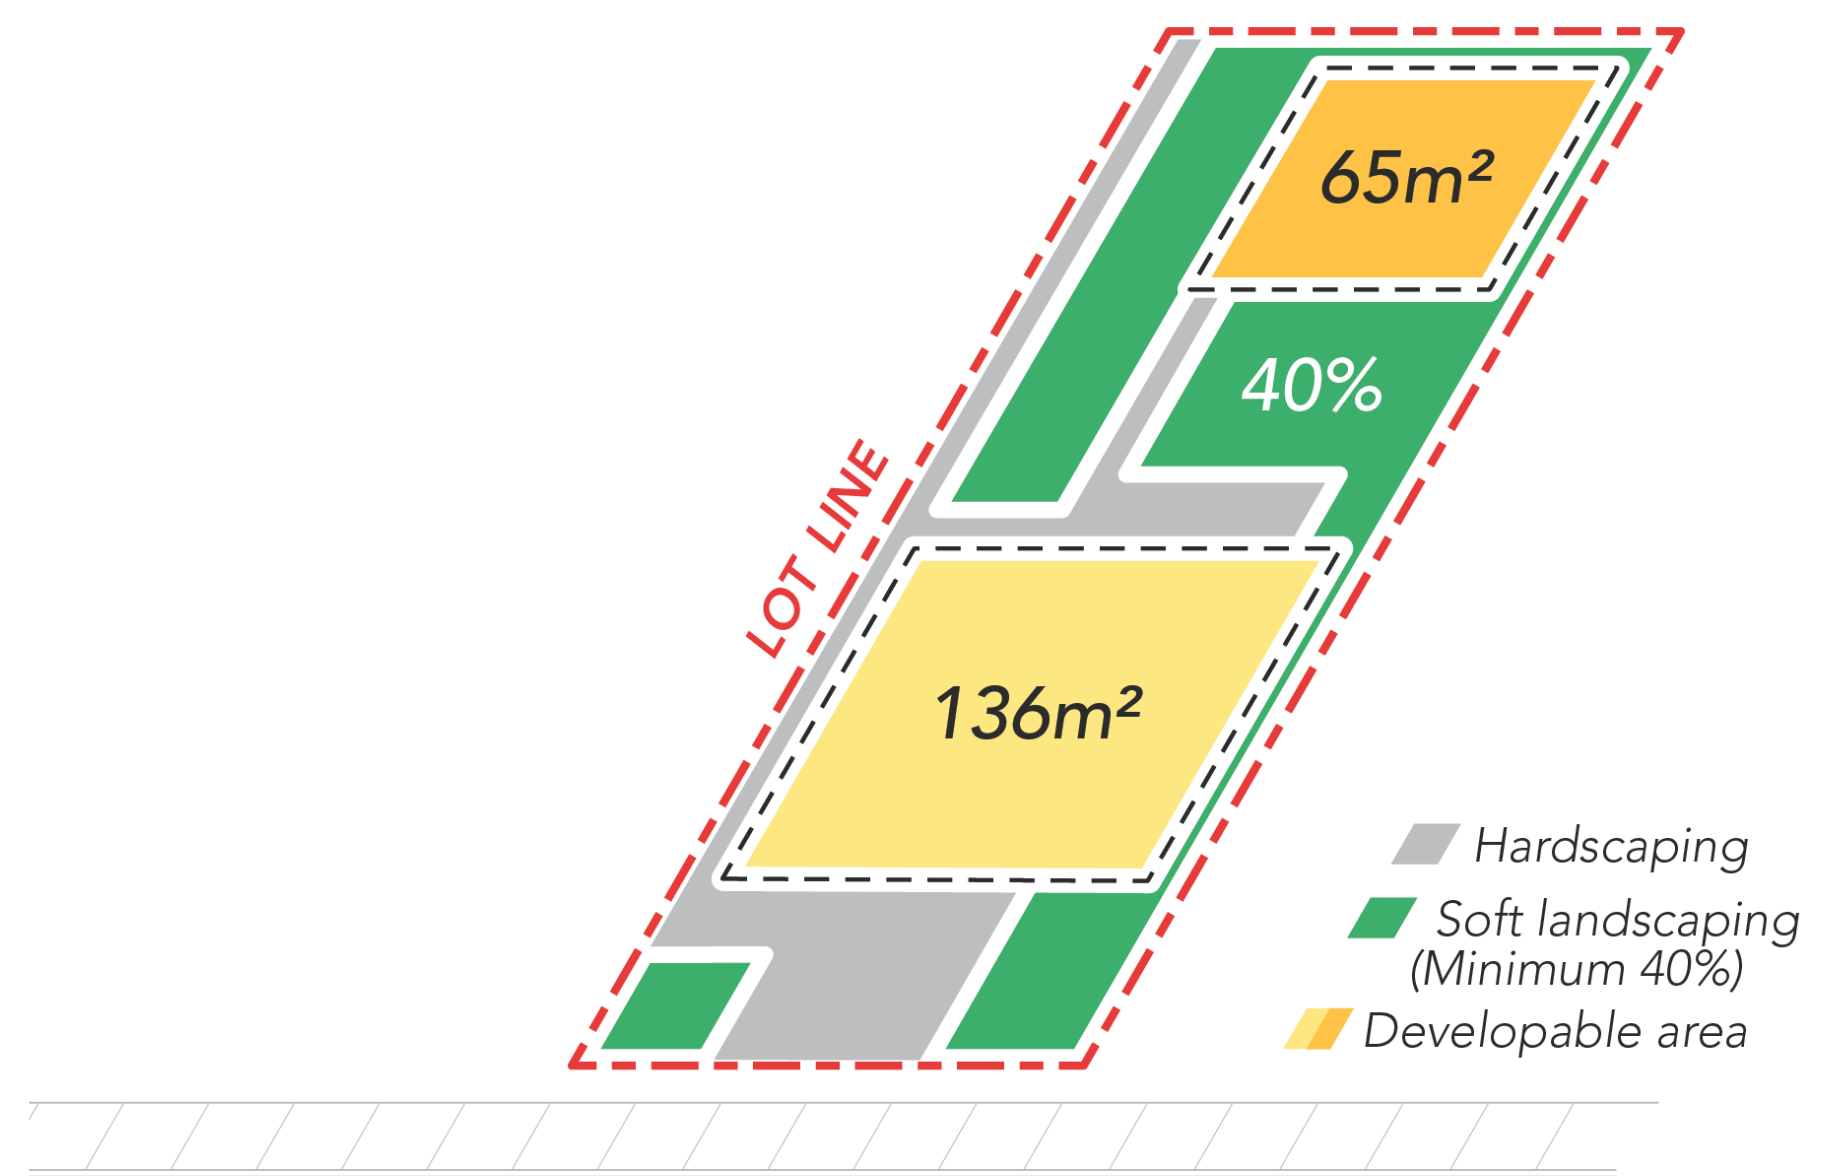 65m²
40%
LOT LINE
136m²
Hardscaping
Soft landscaping
(Minimum 40%)
Developable area